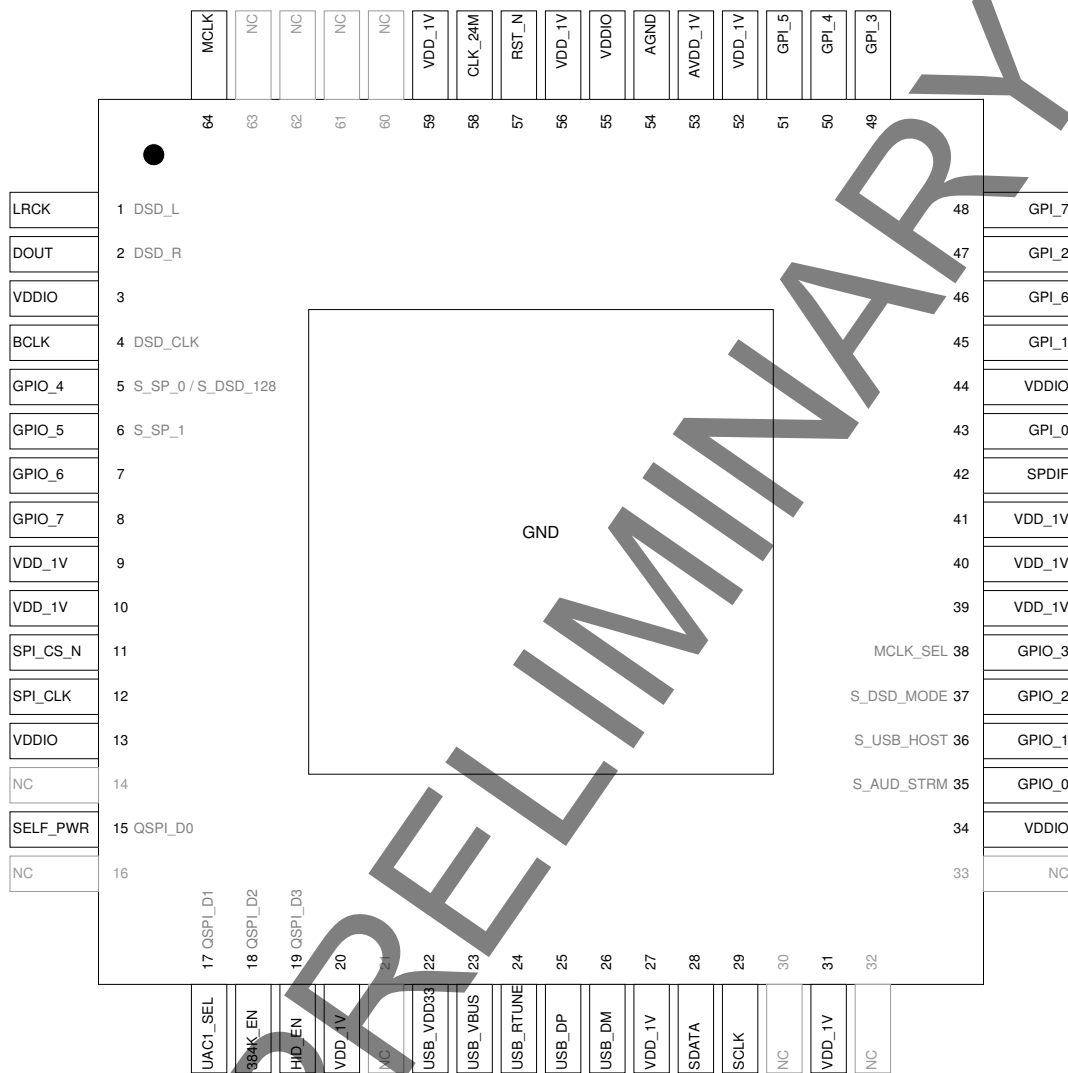 MCLK NC NC NC NC VDD_1V CLK_24M RST_N VDD_1V VDDIO AGND AVDD_1V VDD_1V GPI_5 GPI_4 GPI_3
64 63 62 61 60 59 58 57 56 55 54 53 52 51 50 49
LRCK 1 DSD_L
DOUT 2 DSD_R
VDDIO 3
BCLK 4 DSD_CLK
GPIO_4 5 S_SP_0 / S_DSD_128
GPIO_5 6 S_SP_1
GPIO_6 7
GPIO_7 8
VDD_1V 9
VDD_1V 10
SPI_CS_N 11
SPI_CLK 12
VDDIO 13
NC 14
SELF_PWR 15 QSPI_D0
NC 16
GND
48 GPI_7
47 GPI_2
46 GPI_6
45 GPI_1
44 VDDIO
43 GPI_0
42 SPDIF
41 VDD_1V
40 VDD_1V
39 VDD_1V
MCLK_SEL 38 GPIO_3
S_DSD_MODE 37 GPIO_2
S_USB_HOST 36 GPIO_1
S_AUD_STRM 35 GPIO_0
34 VDDIO
33 NC
QSPI_D1 QSPI_D2 QSPI_D3
17 18 19 20 21 22 23 24 25 26 27 28 29 30 31 32
UAC1_SEL 384K_EN HID_EN VDD_1V NC USB_VDD33 USB_VBUS USB_RTUNE USB_DP USB_DM VDD_1V SDATA SCLK NC VDD_1V NC
PRELIMINARY